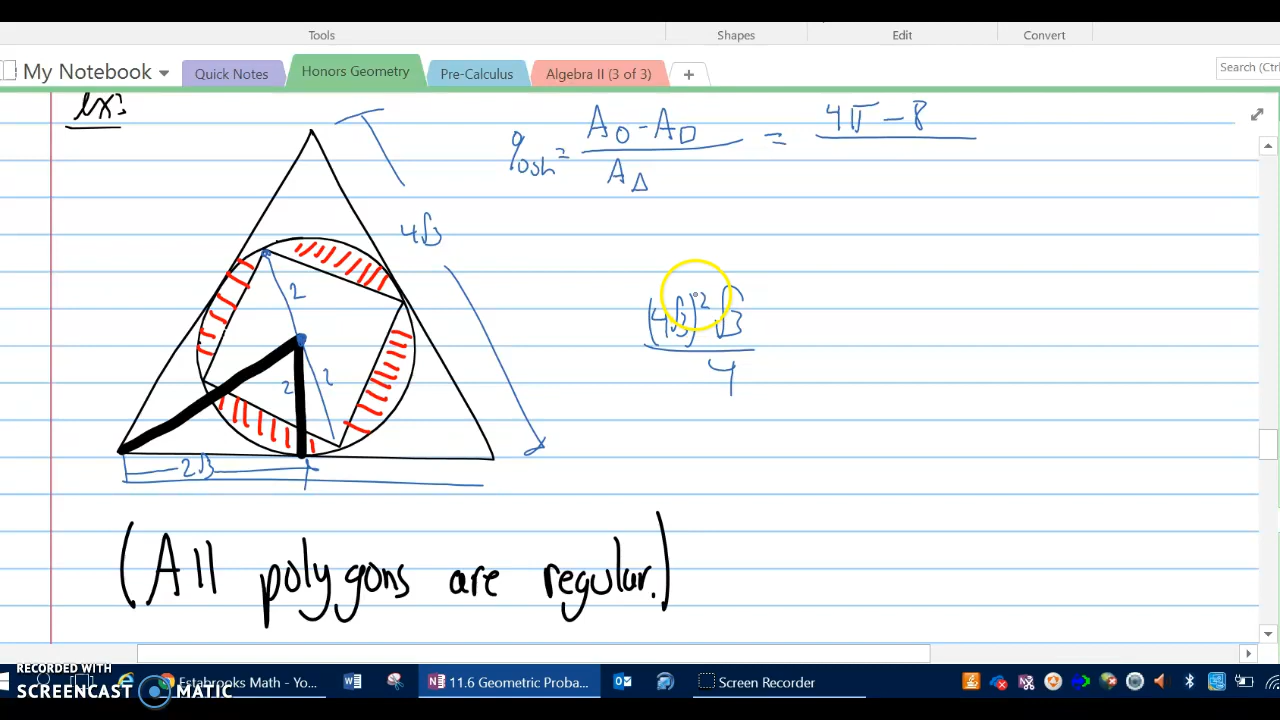 Tools Shapes Edit Convert
My Notebook Quick Notes Honors Geometry Pre-Calculus Algebra II (3 of 3) + Search (Ctrl
ex:
%sh = A○ - A□ / A△ = 4π - 8
4√3
2
(4√3)²√3 / 4
2
2
2√3
(All polygons are regular.)
RECORDED WITH
SCREENCAST MATIC
Estabrooks Math - Yo... 11.6 Geometric Proba... Screen Recorder